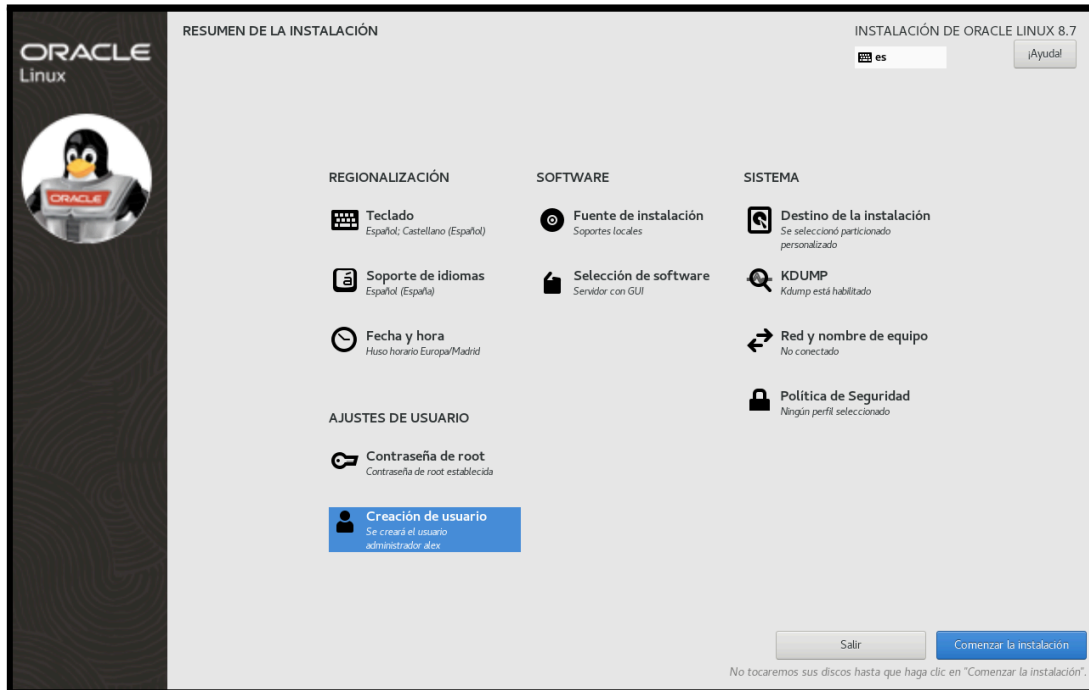 ORACLE
Linux
ORACLE
RESUMEN DE LA INSTALACIÓN
INSTALACIÓN DE ORACLE LINUX 8.7
es
¡Ayuda!
REGIONALIZACIÓN
Teclado
Español; Castellano (Español)
Soporte de idiomas
Español (España)
Fecha y hora
Huso horario Europa/Madrid
SOFTWARE
Fuente de instalación
Soportes locales
Selección de software
Servidor con GUI
SISTEMA
Destino de la instalación
Se seleccionó particionado
personalizado
KDUMP
Kdump está habilitado
Red y nombre de equipo
No conectado
Política de Seguridad
Ningún perfil seleccionado
AJUSTES DE USUARIO
Contraseña de root
Contraseña de root establecida
Creación de usuario
Se creará el usuario
administrador alex
Salir
Comenzar la instalación
No tocaremos sus discos hasta que haga clic en "Comenzar la instalación".